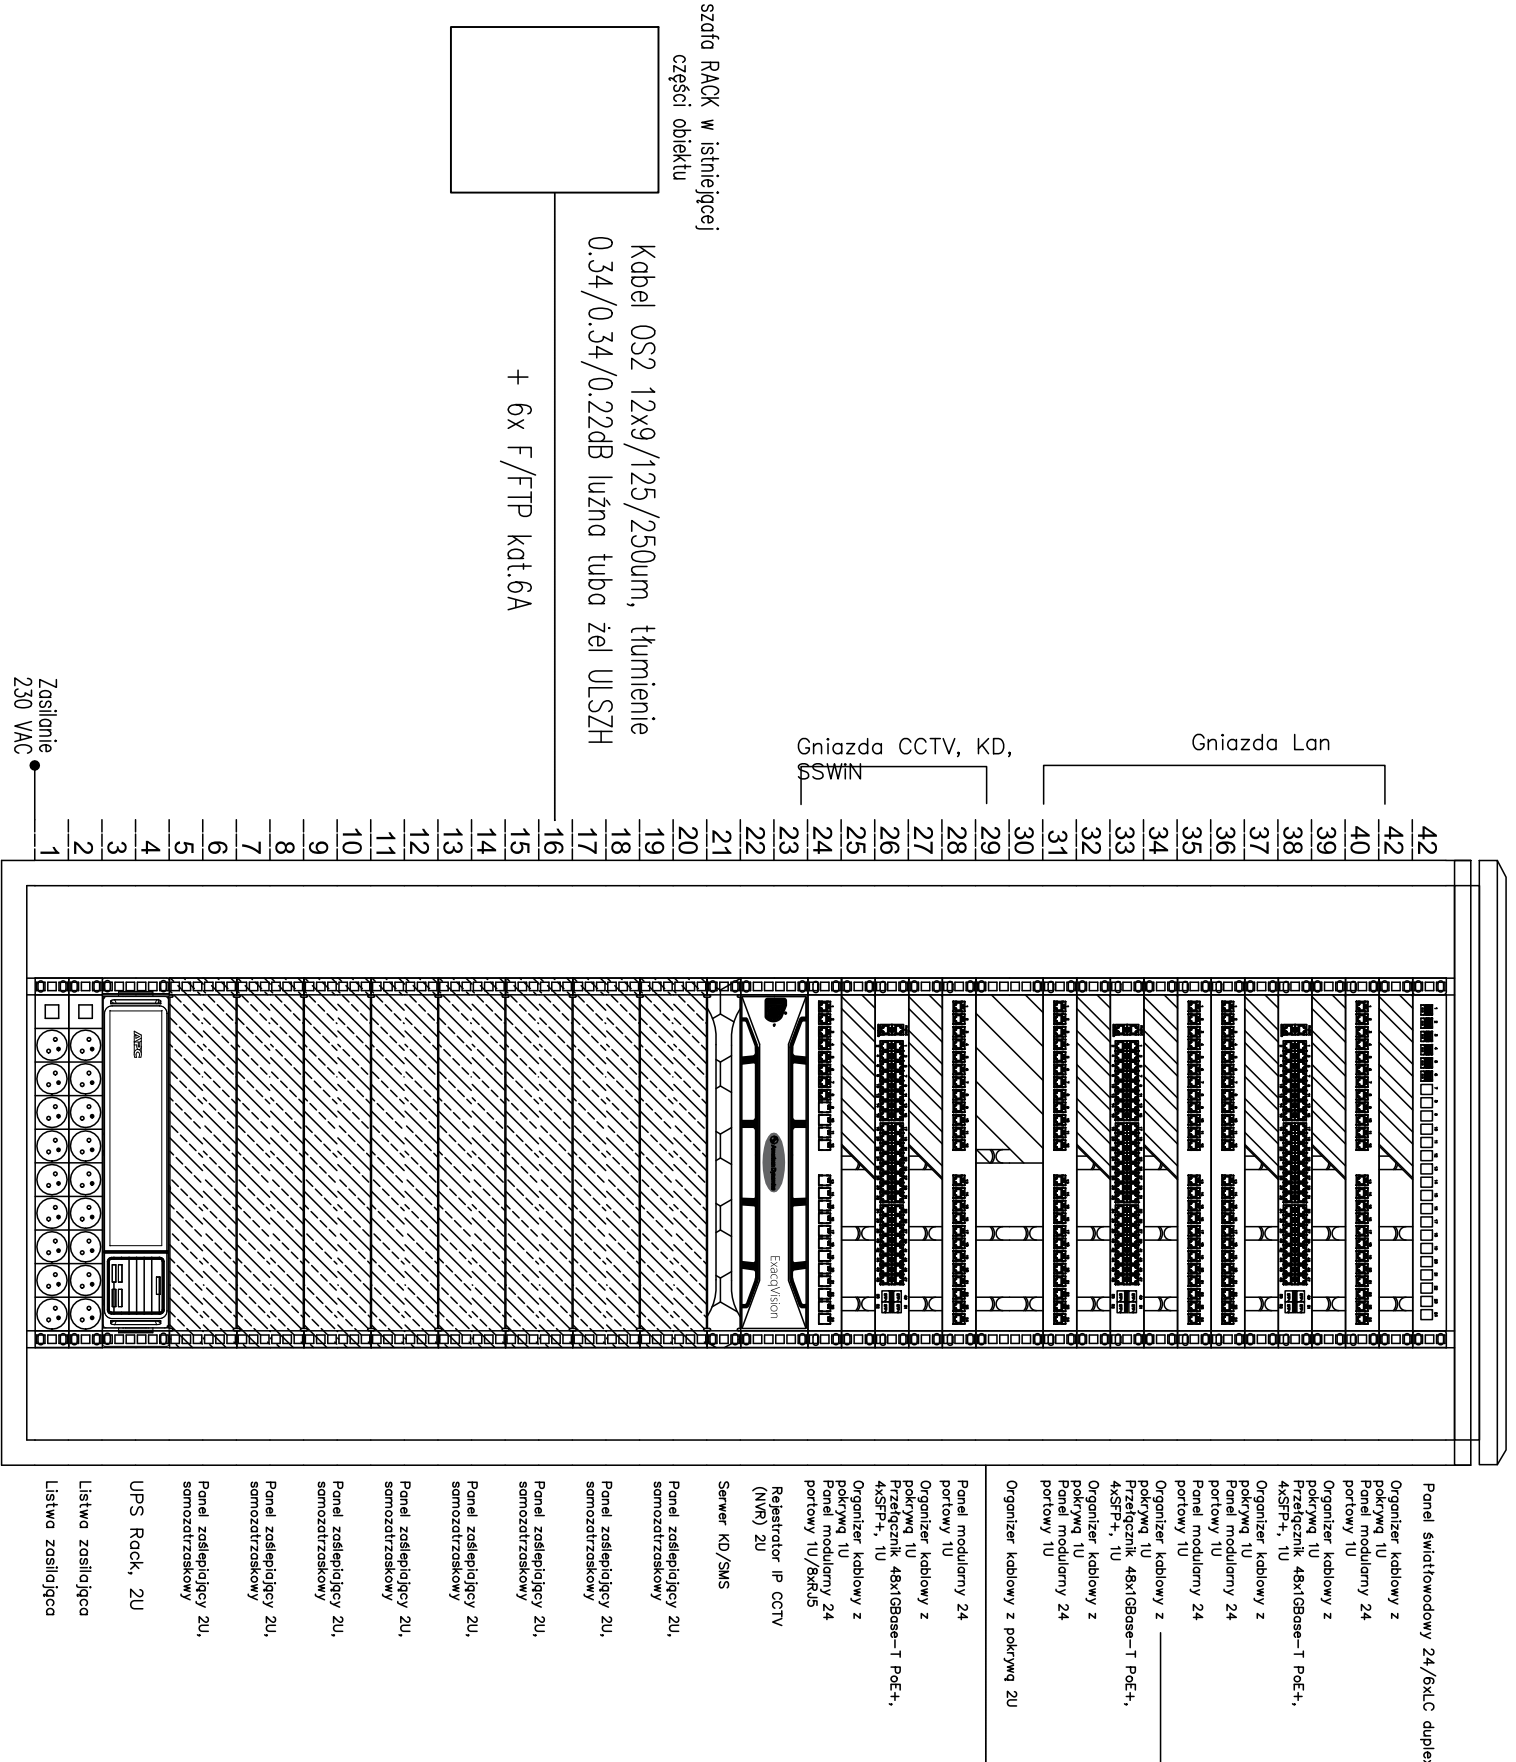 szafa RACK w istniejącej
części obiektu
Kabel OS2 12x9/125/250um, tłumienie
0.34/0.34/0.22dB luźna tuba żel ULSZH
+ 6x F/FTP kat.6A
Zasilanie
230 VAC
Gniazda CCTV, KD,
SSWiN
Gniazda Lan
42
42
40
39
38
37
36
35
34
33
32
31
30
29
28
27
26
25
24
23
22
21
20
19
17
16
15
14
13
12
11
10
9
8
7
6
5
4
3
2
1
ExacqVision
Panel światłowodowy 24/6xLC duplex
Organizer kablowy z
pokrywą 1U
Panel modularny 24
portowy 1U
Organizer kablowy z
pokrywą 1U
Przełącznik 48x1GBase-T PoE+,
4xSFP+, 1U
Organizer kablowy z
pokrywą 1U
Panel modularny 24
portowy 1U
Panel modularny 24
portowy 1U
Organizer kablowy z
pokrywą 1U
Przełącznik 48x1GBase-T PoE+,
4xSFP+, 1U
Organizer kablowy z
pokrywą 1U
Panel modularny 24
portowy 1U
Organizer kablowy z pokrywą 2U
Panel modularny 24
portowy 1U
Organizer kablowy z
pokrywą 1U
Przełącznik 48x1GBase-T PoE+,
4xSFP+, 1U
Organizer kablowy z
pokrywą 1U
Panel modularny 24
portowy 1U/8xRJ5
Rejestrator IP CCTV
(NVR) 2U
Serwer KD/SMS
Panel zaślepiający 2U,
samozatrzaskowy
Panel zaślepiający 2U,
samozatrzaskowy
Panel zaślepiający 2U,
samozatrzaskowy
Panel zaślepiający 2U,
samozatrzaskowy
Panel zaślepiający 2U,
samozatrzaskowy
Panel zaślepiający 2U,
samozatrzaskowy
Panel zaślepiający 2U,
samozatrzaskowy
Panel zaślepiający 2U,
samozatrzaskowy
UPS Rack, 2U
Listwa zasilająca
Listwa zasilająca